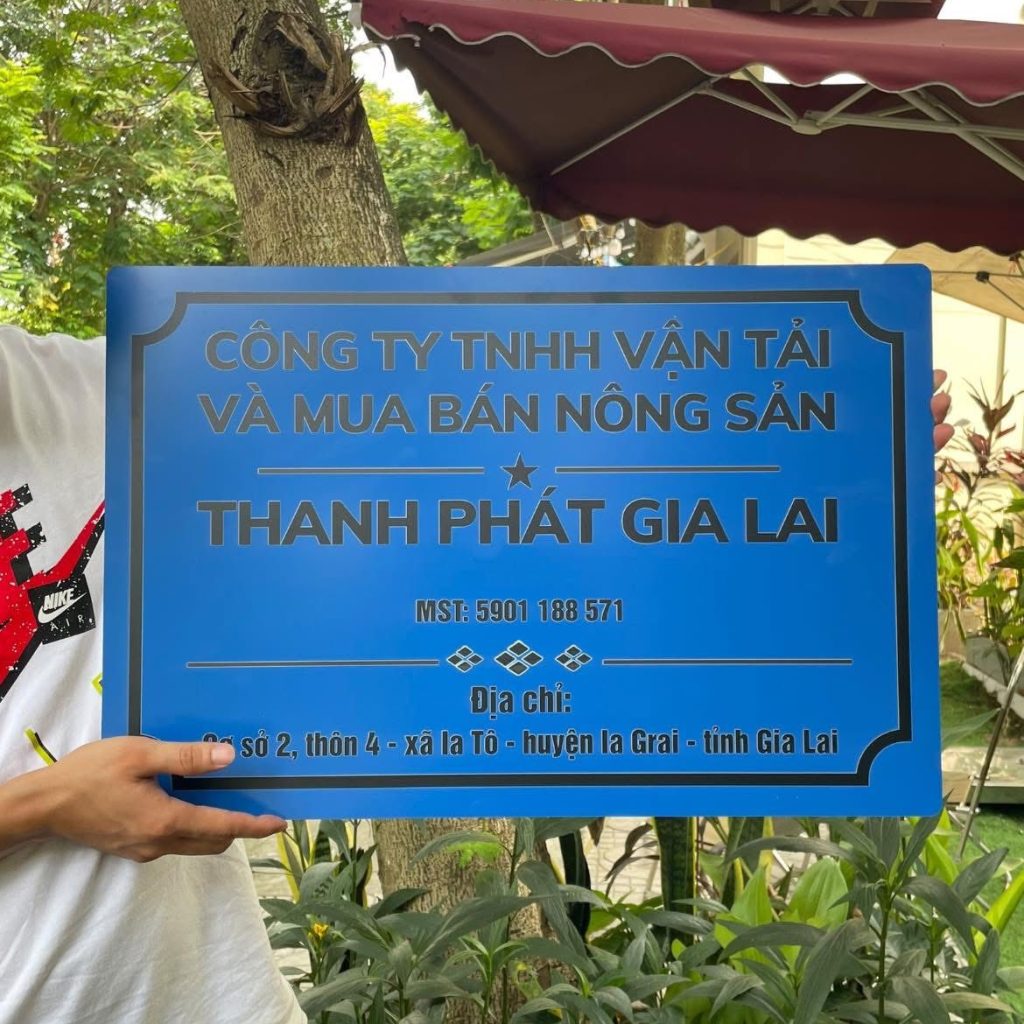 CÔNG TY TNHH VẬN TẢI
VÀ MUA BÁN NÔNG SẢN
THANH PHÁT GIA LAI
MST: 5901 188 571
Địa chỉ:
Cơ sở 2, thôn 4 - xã Ia Tô - huyện Ia Grai - tỉnh Gia Lai
NIKE
AIR